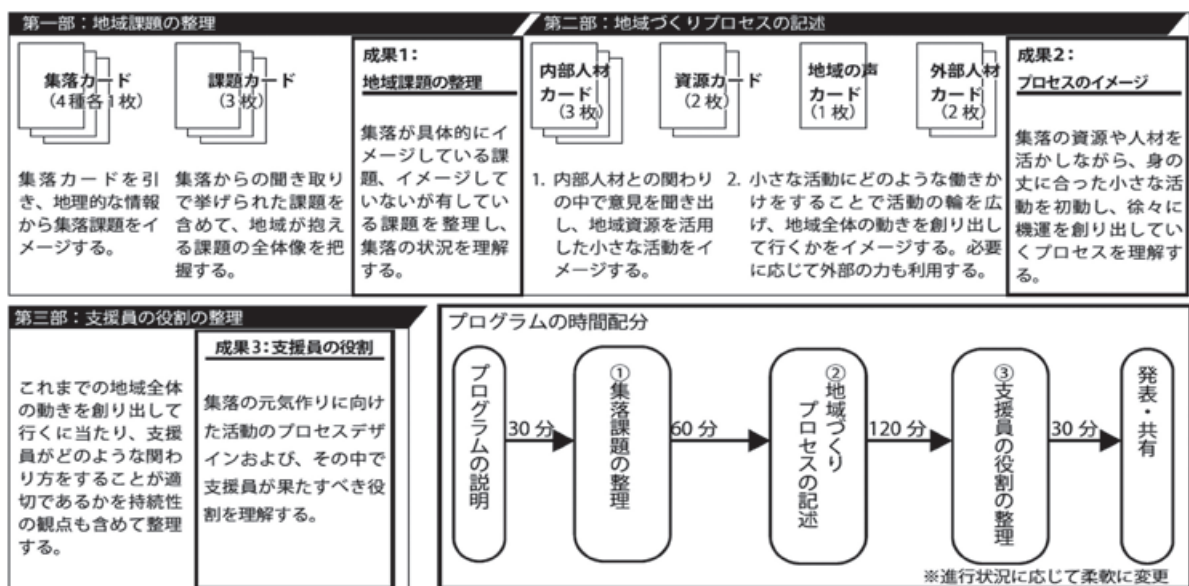 第一部：地域課題の整理
集落カード
（4種各1枚）
課題カード
（3枚）
集落カードを引
き、地理的な情報
から集落課題をイ
メージする。
集落からの聞き取り
で挙げられた課題を
含めて、地域が抱え
る課題の全体像を把
握する。
成果1：
地域課題の整理
集落が具体的にイ
メージしている課
題、イメージして
いないが有してい
る課題を整理し、
集落の状況を理解
する。
第二部：地域づくりプロセスの記述
内部人材
カード
（3枚）
資源カード
（2枚）
地域の声
カード
（1枚）
外部人材
カード
（2枚）
1. 内部人材との関わり
の中で意見を聞き出
し、地域資源を活用
した小さな活動をイ
メージする。
2. 小さな活動にどのような働きか
けをすることで活動の輪を広
げ、地域全体の動きを創り出し
て行くかをイメージする。必要
に応じて外部の力も利用する。
成果2：
プロセスのイメージ
集落の資源や人材を
活かしながら、身の
丈に合った小さな活
動を初動し、徐々に
機運を創り出してい
くプロセスを理解す
る。
第三部：支援員の役割の整理
これまでの地域全体
の動きを創り出して
行くに当たり、支援
員がどのような関わ
り方をすることが適
切であるかを持続性
の観点も含めて整理
する。
成果3：支援員の役割
集落の元気作りに向け
た活動のプロセスデザ
インおよび、その中で
支援員が果たすべき役
割を理解する。
プログラムの時間配分
プログラムの説明
30分
①集落課題の整理
60分
②地域づくり
プロセスの記述
120分
③支援員の役割の整理
30分
発表・共有
※進行状況に応じて柔軟に変更